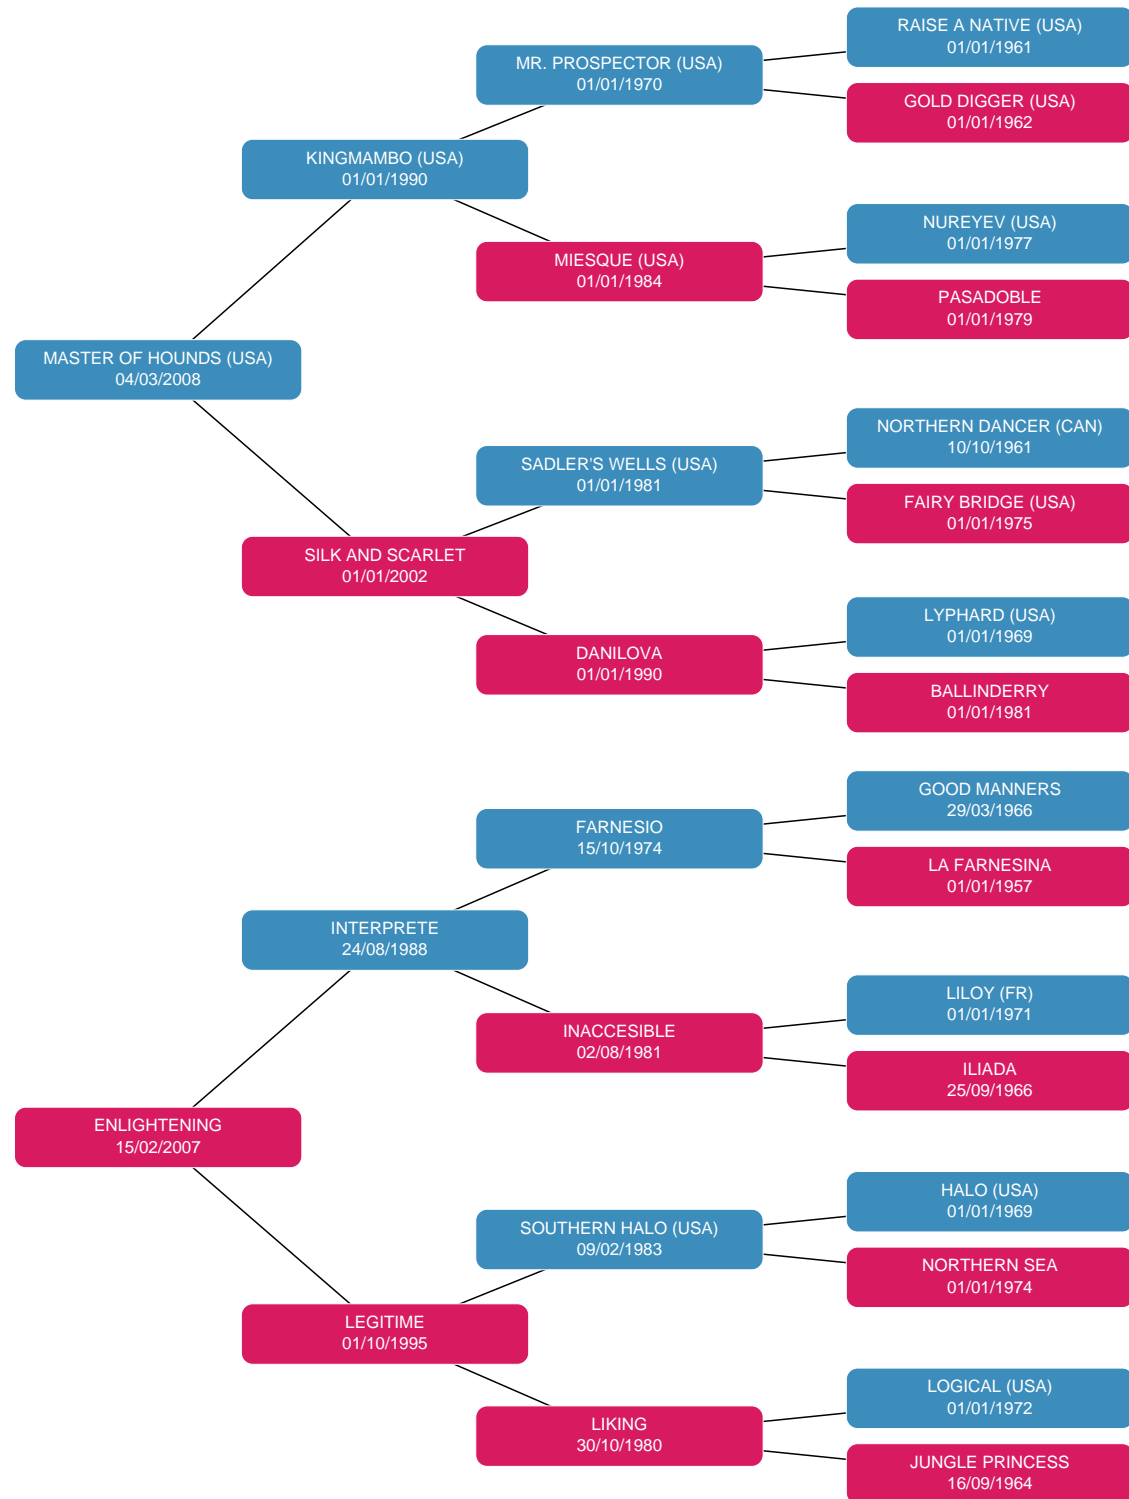 RAISE A NATIVE (USA)
01/01/1961
MR. PROSPECTOR (USA)
01/01/1970
GOLD DIGGER (USA)
01/01/1962
KINGMAMBO (USA)
01/01/1990
NUREYEV (USA)
01/01/1977
MIESQUE (USA)
01/01/1984
PASADOBLE
01/01/1979
MASTER OF HOUNDS (USA)
04/03/2008
NORTHERN DANCER (CAN)
10/10/1961
SADLER'S WELLS (USA)
01/01/1981
FAIRY BRIDGE (USA)
01/01/1975
SILK AND SCARLET
01/01/2002
LYPHARD (USA)
01/01/1969
DANILOVA
01/01/1990
BALLINDERRY
01/01/1981
GOOD MANNERS
29/03/1966
FARNESIO
15/10/1974
LA FARNESINA
01/01/1957
INTERPRETE
24/08/1988
LILOY (FR)
01/01/1971
INACCESIBLE
02/08/1981
ILIADA
25/09/1966
ENLIGHTENING
15/02/2007
HALO (USA)
01/01/1969
SOUTHERN HALO (USA)
09/02/1983
NORTHERN SEA
01/01/1974
LEGITIME
01/10/1995
LOGICAL (USA)
01/01/1972
LIKING
30/10/1980
JUNGLE PRINCESS
16/09/1964